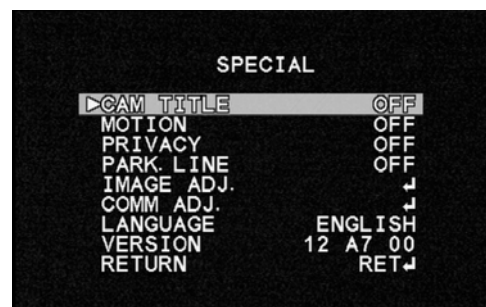 SPECIAL
▷CAM TITLE OFF
MOTION OFF
PRIVACY OFF
PARK. LINE OFF
IMAGE ADJ. ↲
COMM ADJ. ↲
LANGUAGE ENGLISH
VERSION 12 A7 00
RETURN RET↲